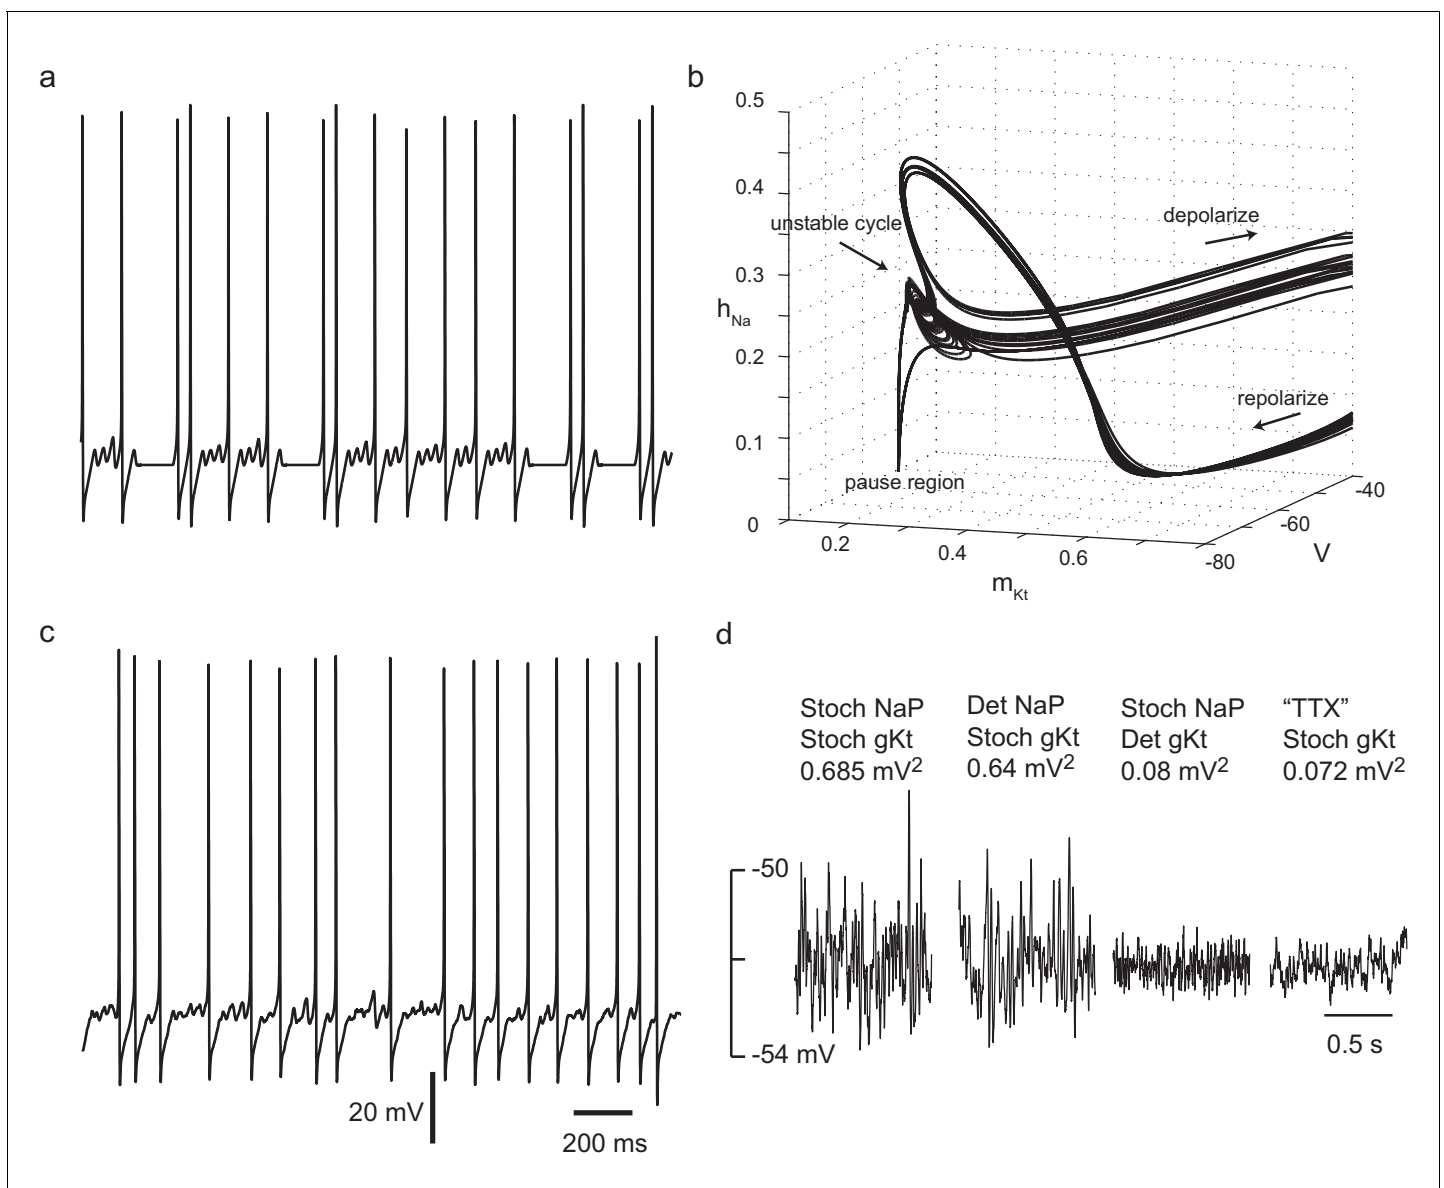 a
b
0.5
0.4
0.3
0.2
0.1
0
h_Na
unstable cycle
depolarize
repolarize
pause region
0.2
0.4
0.6
-80
-60
-40
m_Kt
V
c
20 mV
200 ms
d
Stoch NaP
Stoch gKt
0.685 mV²
Det NaP
Stoch gKt
0.64 mV²
Stoch NaP
Det gKt
0.08 mV²
“TTX”
Stoch gKt
0.072 mV²
-50
-54 mV
0.5 s